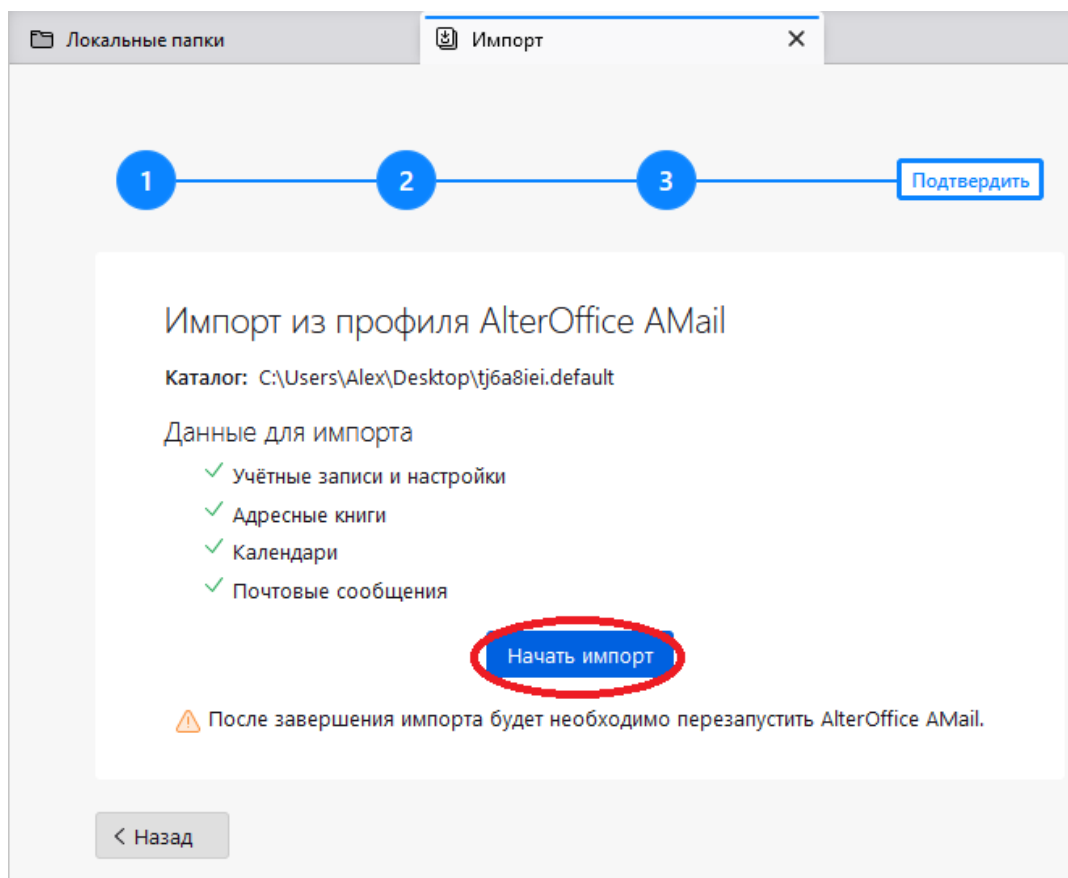 Локальные папки
Импорт
1
2
3
Подтвердить
Импорт из профиля AlterOffice AMail
Каталог: C:\Users\Alex\Desktop\tj6a8iei.default
Данные для импорта
Учётные записи и настройки
Адресные книги
Календари
Почтовые сообщения
Начать импорт
После завершения импорта будет необходимо перезапустить AlterOffice AMail.
< Назад